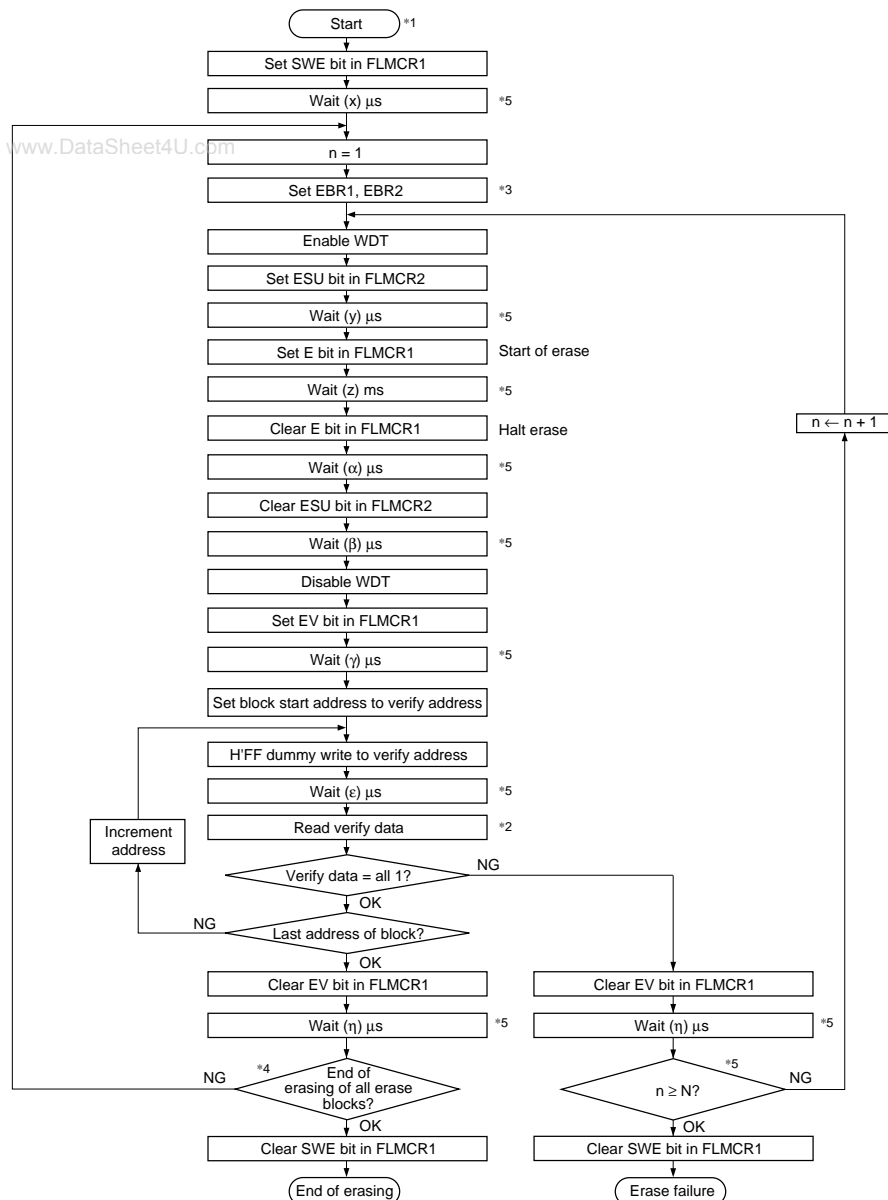 Start *1
Set SWE bit in FLMCR1
Wait (x) μs *5
www.DataSheet4U.com
n = 1
Set EBR1, EBR2 *3
Enable WDT
Set ESU bit in FLMCR2
Wait (y) μs *5
Set E bit in FLMCR1 Start of erase
Wait (z) ms *5
n ← n + 1
Clear E bit in FLMCR1 Halt erase
Wait (α) μs *5
Clear ESU bit in FLMCR2
Wait (β) μs *5
Disable WDT
Set EV bit in FLMCR1
Wait (γ) μs *5
Set block start address to verify address
H'FF dummy write to verify address
Wait (ε) μs *5
Increment
address
Read verify data *2
Verify data = all 1? NG
OK
NG Last address of block?
OK
Clear EV bit in FLMCR1 Clear EV bit in FLMCR1
Wait (η) μs *5 Wait (η) μs *5
NG *4 End of
erasing of all erase
blocks?
*5 n ≥ N? NG
OK OK
Clear SWE bit in FLMCR1 Clear SWE bit in FLMCR1
End of erasing Erase failure